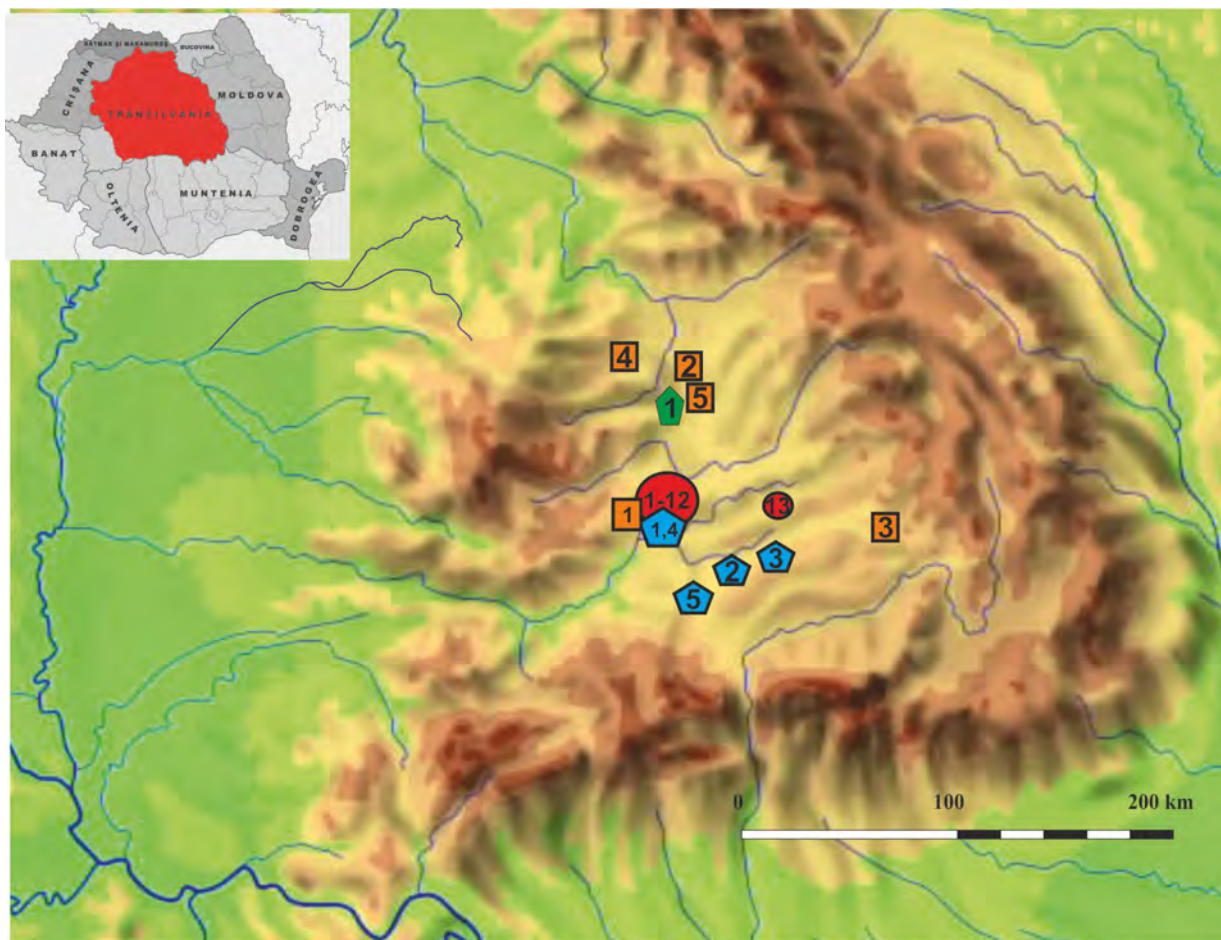 SATMAR ȘI MARAMUREȘ
BUCOVINA
CRIȘANA
MOLDOVA
TRANSILVANIA
BANAT
OLTENIA
MUNTENIA
DOBROGEA
4
2
5
1
1-12
13
1
1,4
3
3
2
5
0
100
200 km